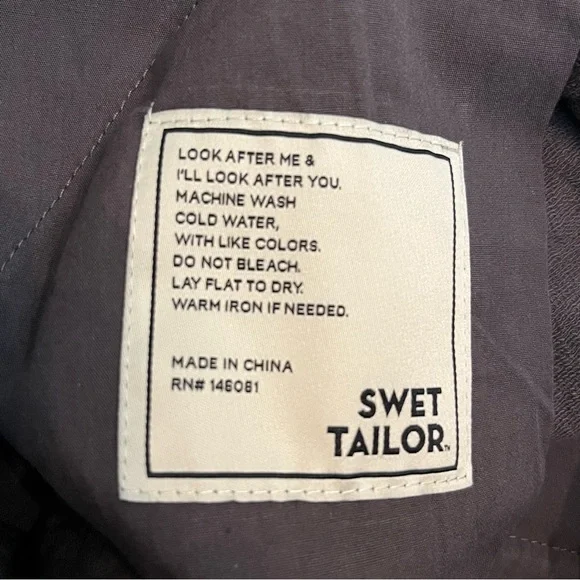 LOOK AFTER ME &
I'LL LOOK AFTER YOU.
MACHINE WASH
COLD WATER,
WITH LIKE COLORS.
DO NOT BLEACH.
LAY FLAT TO DRY.
WARM IRON IF NEEDED.
MADE IN CHINA
RN# 146081
SWET
TAILOR™